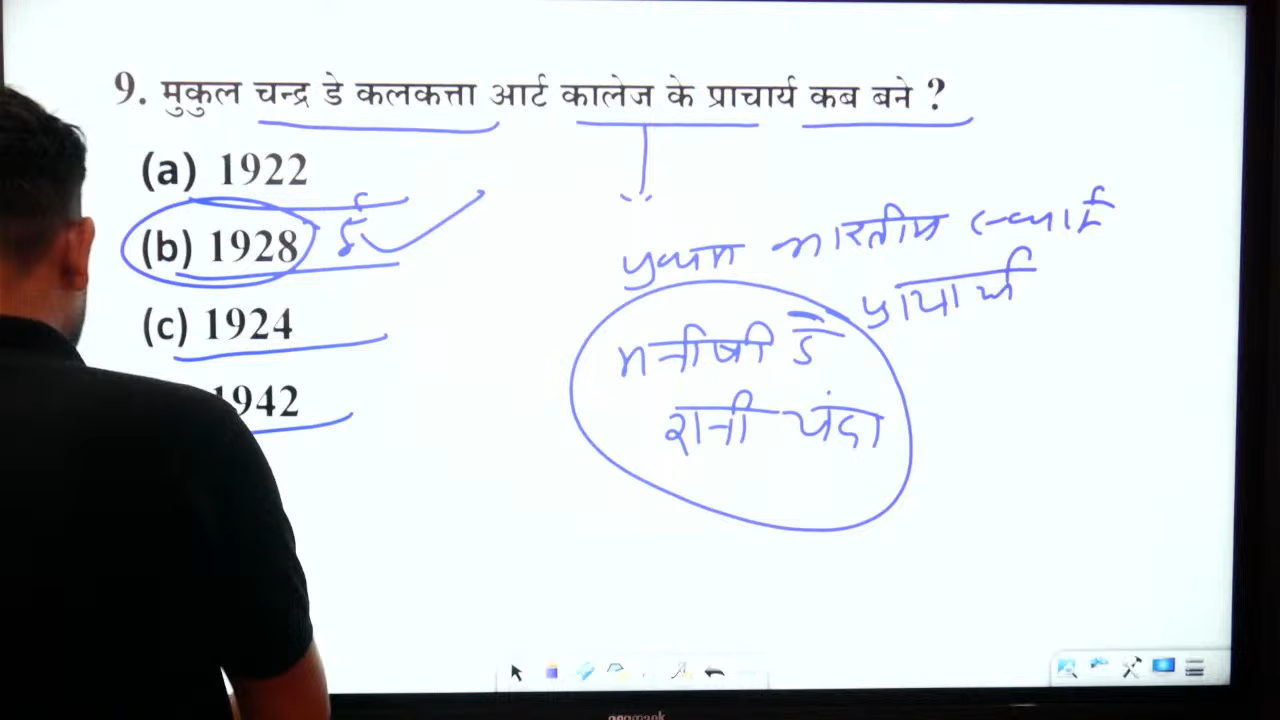 9. मुकुल चन्द्र डे कलकत्ता आर्ट कालेज के प्राचार्य कब बने ?
(a) 1922
(b) 1928 ई
(c) 1924
1942
प्रथम भारतीय स्थाई
प्राचार्य
मनीषी डे
रानी चंदा